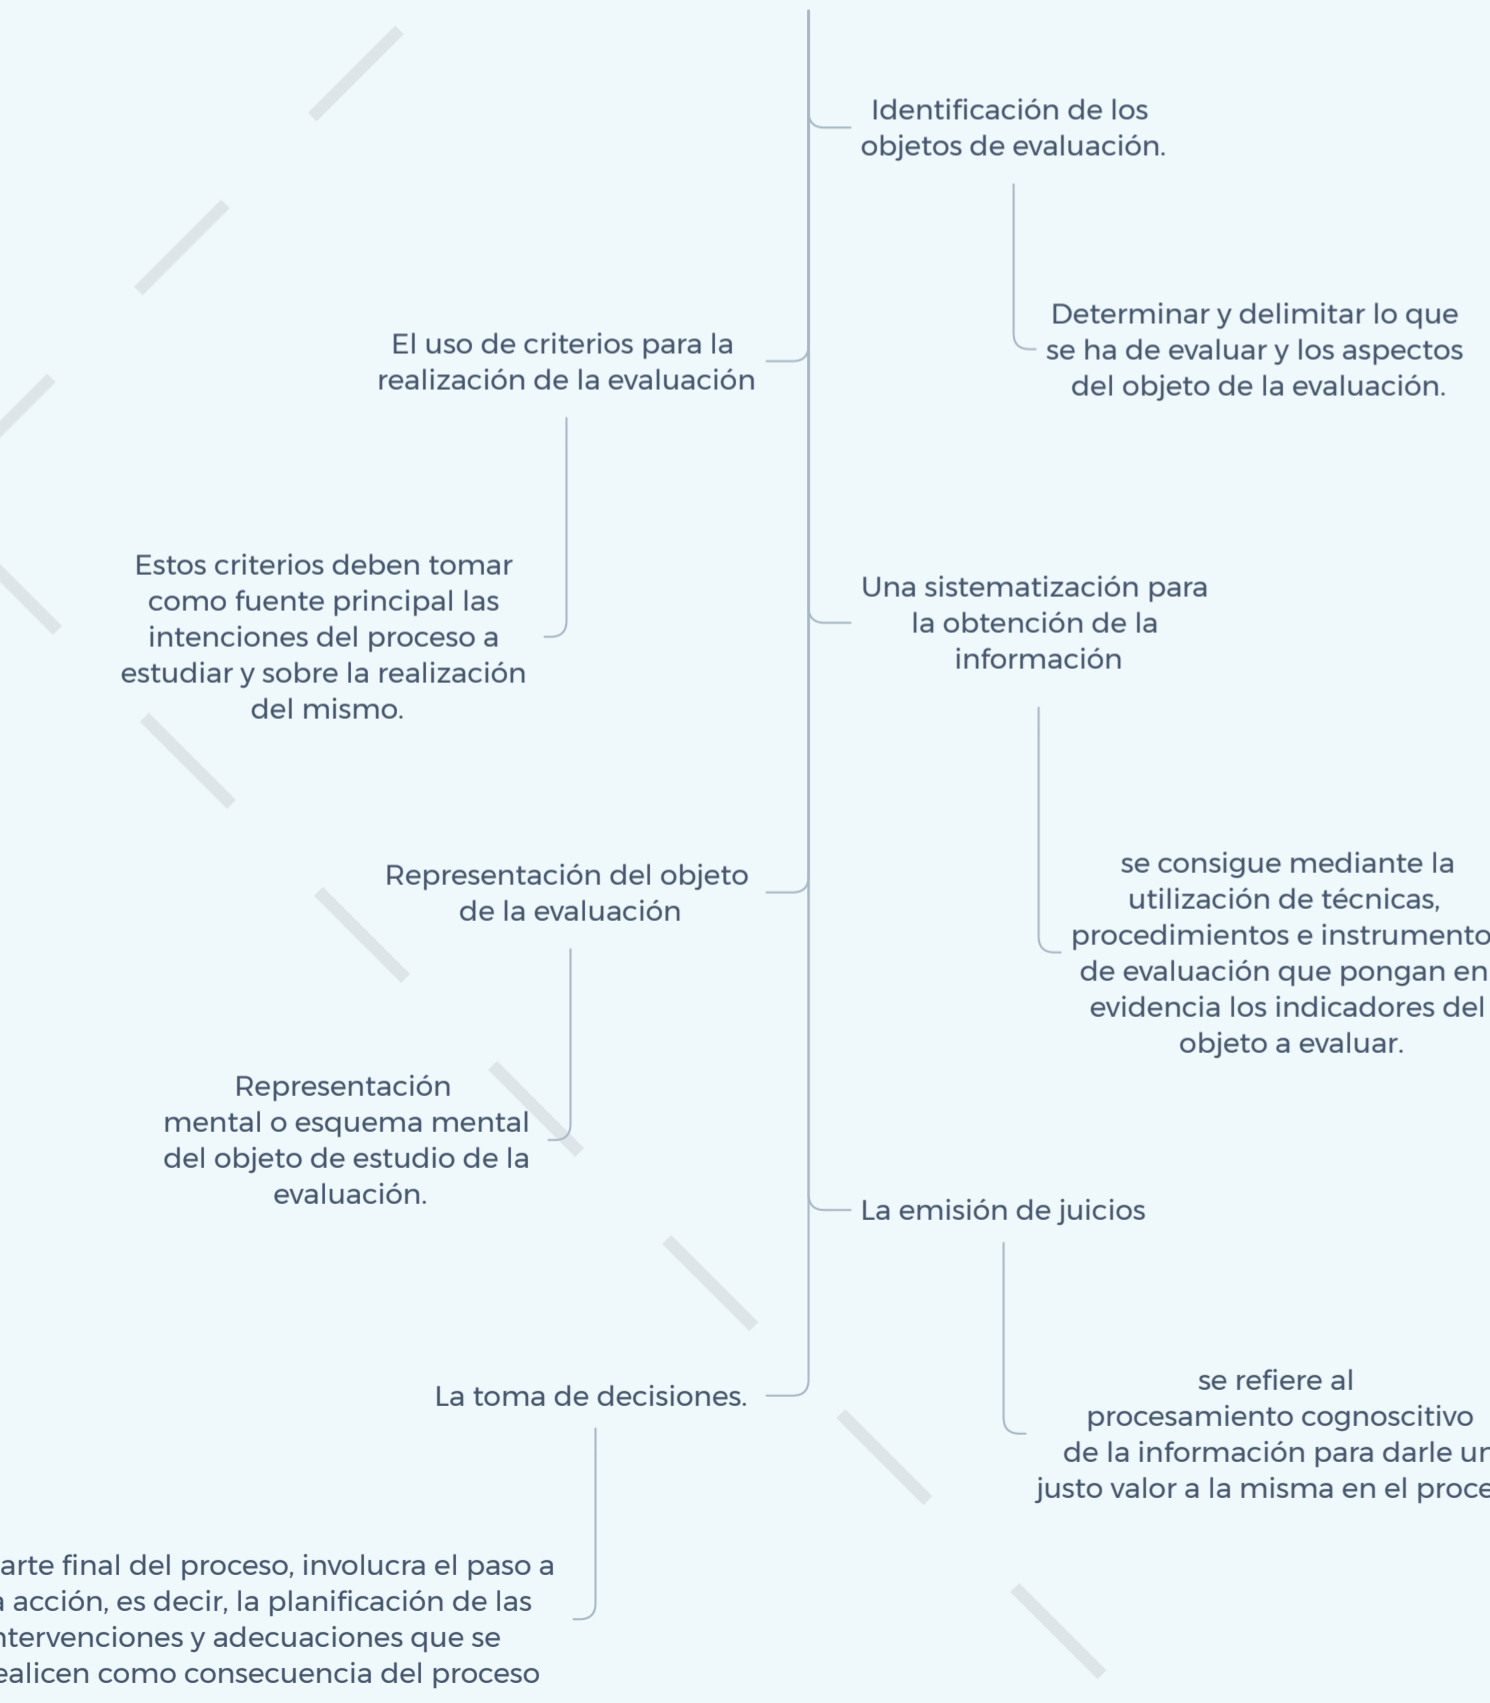 Identificación de los
objetos de evaluación.
Determinar y delimitar lo que
se ha de evaluar y los aspectos
del objeto de la evaluación.
El uso de criterios para la
realización de la evaluación
Estos criterios deben tomar
como fuente principal las
intenciones del proceso a
estudiar y sobre la realización
del mismo.
Una sistematización para
la obtención de la
información
se consigue mediante la
utilización de técnicas,
procedimientos e instrumento
de evaluación que pongan en
evidencia los indicadores del
objeto a evaluar.
Representación del objeto
de la evaluación
Representación
mental o esquema mental
del objeto de estudio de la
evaluación.
La emisión de juicios
se refiere al
procesamiento cognoscitivo
de la información para darle un
justo valor a la misma en el proce
La toma de decisiones.
arte final del proceso, involucra el paso a
a acción, es decir, la planificación de las
ntervenciones y adecuaciones que se
ealicen como consecuencia del proceso